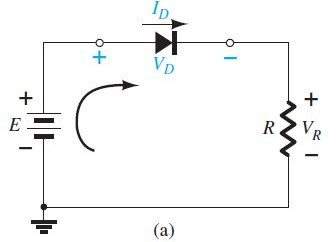 I_D
+ V_D −
+ E −
R + V_R −
(a)